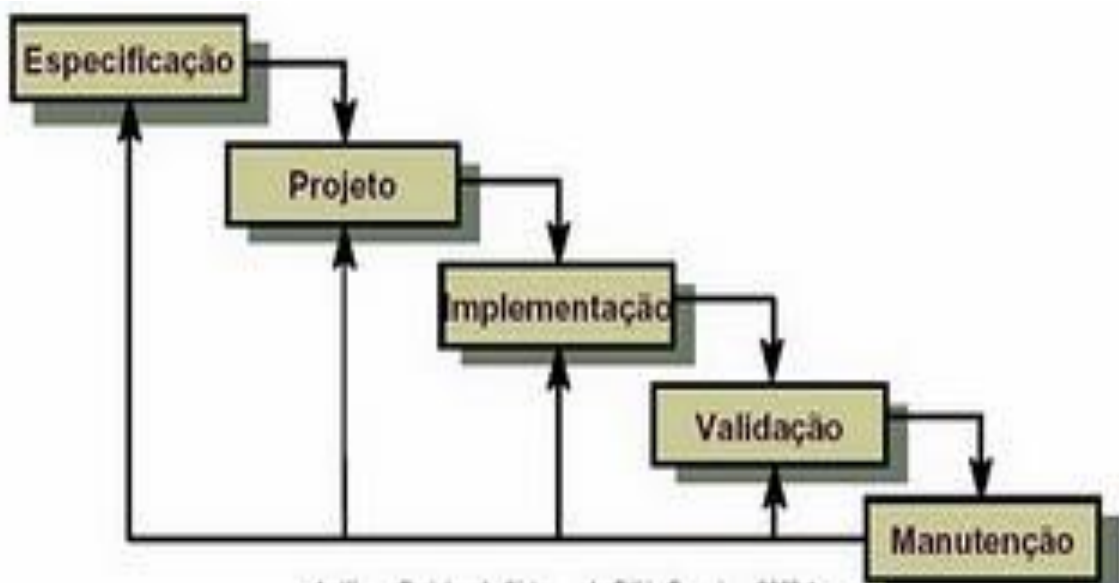 Especificação
Projeto
Implementação
Validação
Manutenção